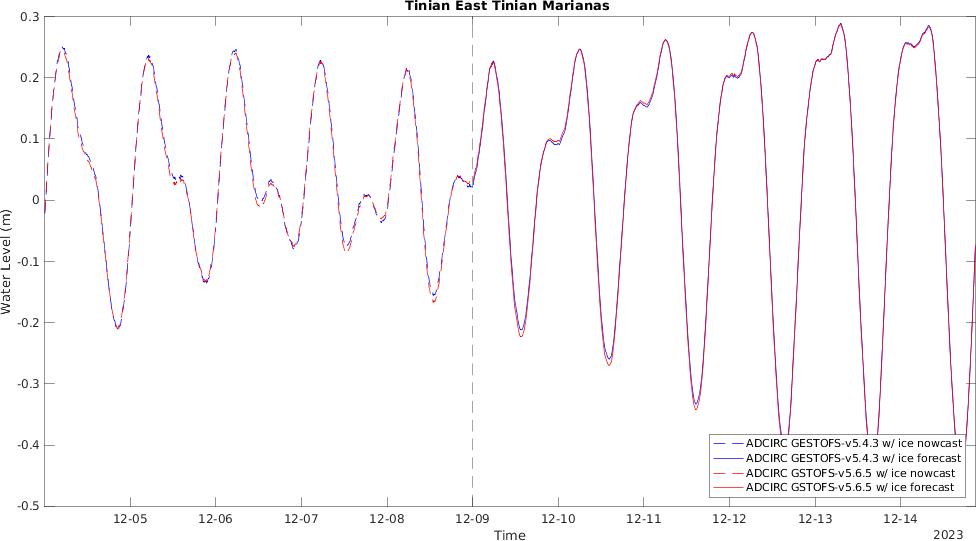 Tinian East Tinian Marianas
0.3
0.2
0.1
0
-0.1
-0.2
-0.3
-0.4
-0.5
Water Level (m)
ADCIRC GESTOFS-v5.4.3 w/ ice nowcast
ADCIRC GESTOFS-v5.4.3 w/ ice forecast
ADCIRC GSTOFS-v5.6.5 w/ ice nowcast
ADCIRC GSTOFS-v5.6.5 w/ ice forecast
12-05 12-06 12-07 12-08 12-09 12-10 12-11 12-12 12-13 12-14
Time
2023